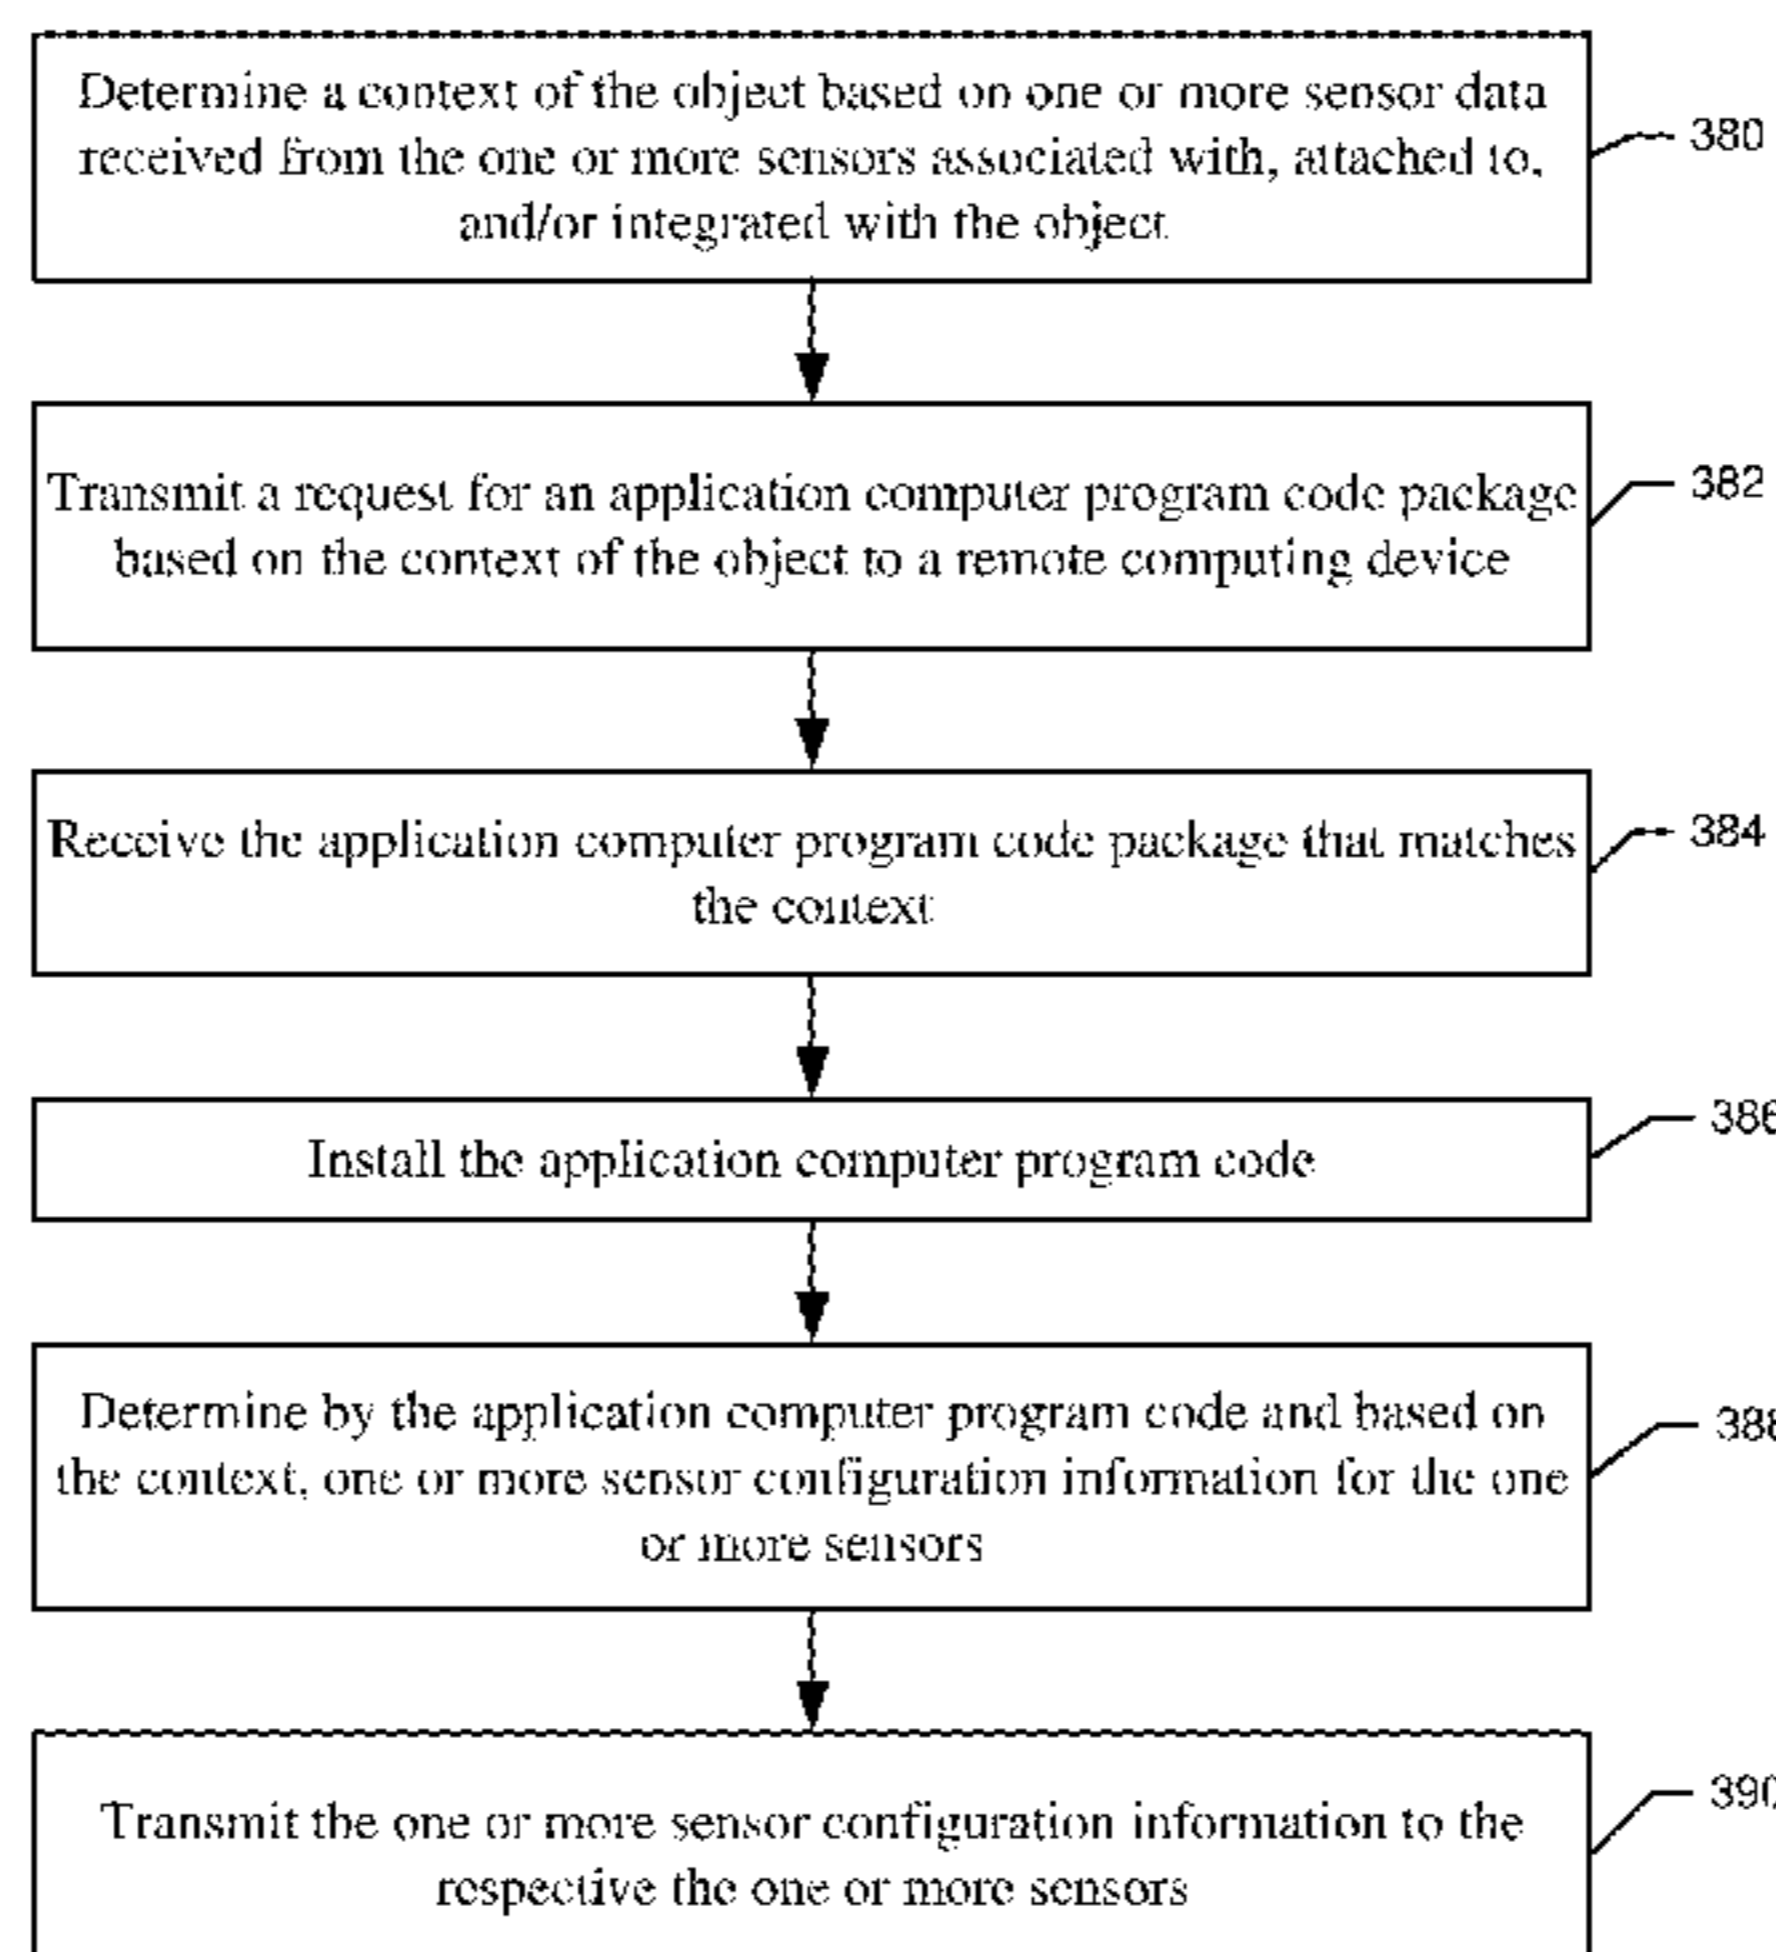 Determine a context of the object based on one or more sensor data
received from the one or more sensors associated with, attached to,
and/or integrated with the object
380
Transmit a request for an application computer program code package
based on the context of the object to a remote computing device
382
Receive the application computer program code package that matches
the context
384
Install the application computer program code
386
Determine by the application computer program code and based on
the context, one or more sensor configuration information for the one
or more sensors
388
Transmit the one or more sensor configuration information to the
respective the one or more sensors
390